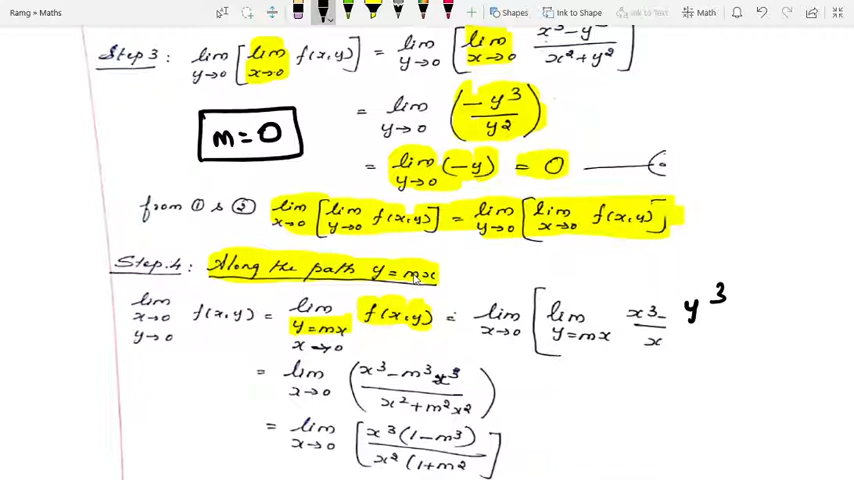 Ramg » Maths
Shapes Ink to Shape Ink to Text Math
Step 3 : lim y→0 [lim x→0 f(x,y)] = lim y→0 [lim x→0 x³-y³/x²+y²]
= lim y→0 (-y³/y²)
m=0
= lim y→0 (-y) = 0
from ① & ② lim x→0 [lim y→0 f(x,y)] = lim y→0 [lim x→0 f(x,y)]
Step.4 : Along the path y = mx
lim x→0 y→0 f(x,y) = lim y=mx x→0 f(x,y) = lim x→0 [lim y=mx x³-/x y³
= lim x→0 (x³-m³x³/x²+m²x²)
= lim x→0 [x³(1-m³)/x²(1+m²]